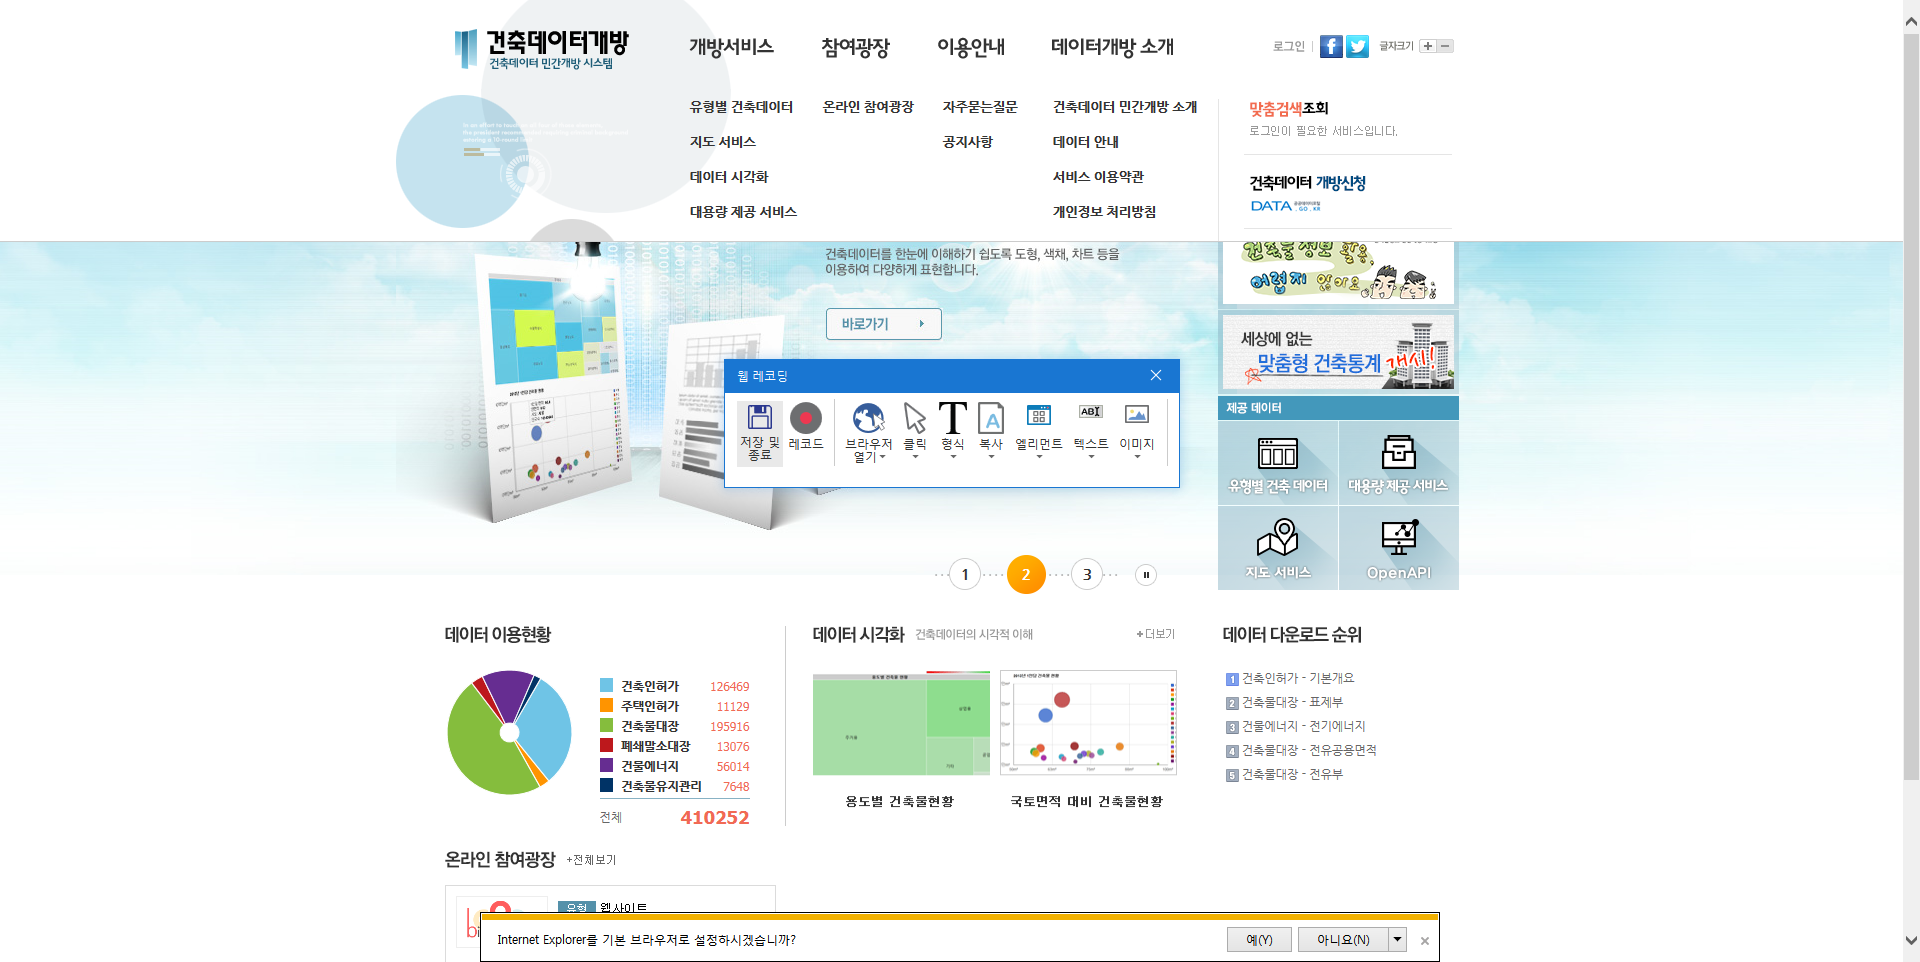 건축데이터개방
건축데이터 민간개방 시스템
개방서비스
참여광장
이용안내
데이터개방 소개
로그인
글자크기
유형별 건축데이터
온라인 참여광장
자주묻는질문
건축데이터 민간개방 소개
지도 서비스
공지사항
데이터 안내
데이터 시각화
서비스 이용약관
대용량 제공 서비스
개인정보 처리방침
맞춤검색조회
로그인이 필요한 서비스입니다.
건축데이터 개방신청
DATA .GO.KR
건축데이터를 한눈에 이해하기 쉽도록 도형, 색채, 차트 등을
이용하여 다양하게 표현합니다.
바로가기
건축물정보 활용,
어렵지 않아요
세상에 없는
맞춤형 건축통계 개시!
웹 레코딩
저장 및
종료
레코드
브라우저
열기
클릭
형식
복사
엘리먼트
텍스트
이미지
제공 데이터
유형별 건축 데이터
대용량 제공 서비스
지도 서비스
OpenAPI
1
2
3
데이터 이용현황
건축인허가 126469
주택인허가 11129
건축물대장 195916
폐쇄말소대장 13076
건물에너지 56014
건축물유지관리 7648
전체 410252
데이터 시각화 건축데이터의 시각적 이해
+더보기
용도별 건축물 현황
용도별 건축물현황
국토면적 대비 건축물현황
데이터 다운로드 순위
1 건축인허가 - 기본개요
2 건축물대장 - 표제부
3 건물에너지 - 전기에너지
4 건축물대장 - 전유공용면적
5 건축물대장 - 전유부
온라인 참여광장 +전체보기
유형 웹사이트
Internet Explorer를 기본 브라우저로 설정하시겠습니까?
예(Y)
아니요(N)